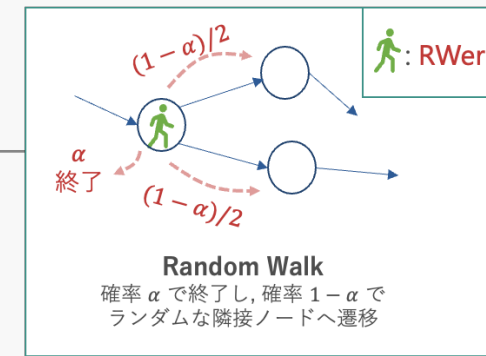 (1−α)/2
: RWer
α
終了
(1−α)/2
Random Walk
確率 α で終了し, 確率 1 − α で
ランダムな隣接ノードへ遷移